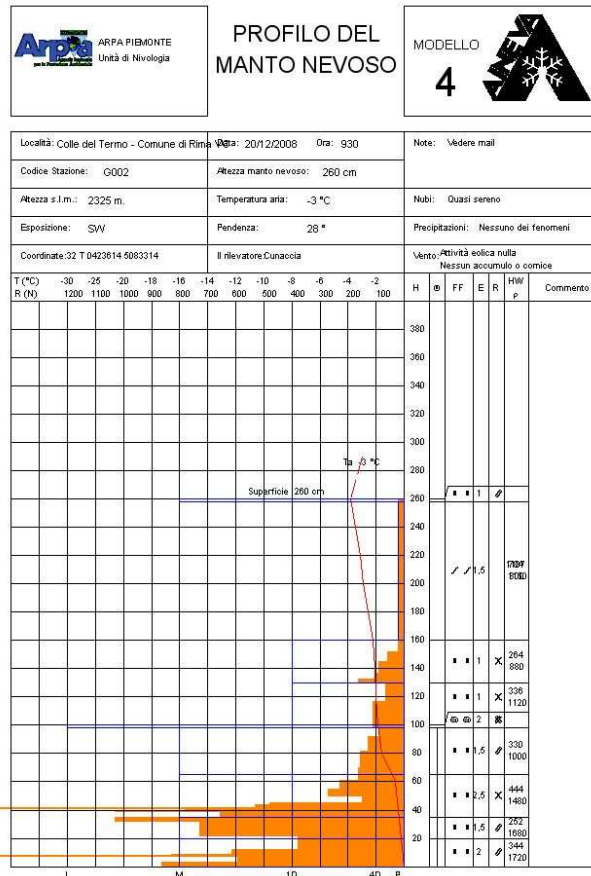 Arpa
ARPA PIEMONTE
Unità di Nivologia
PROFILO DEL
MANTO NEVOSO
MODELLO
4
AINEVA
Località: Colle del Termo - Comune di Rima
Data: 20/12/2008 Ora: 930
Note: Vedere mail
Codice Stazione: G002
Altezza manto nevoso: 260 cm
Altezza s.l.m.: 2325 m.
Temperatura aria: -3 °C
Nubi: Quasi sereno
Esposizione: SW
Pendenza: 28 °
Precipitazioni: Nessuno dei fenomeni
Coordinate:32 T 0423614 5083314
Il rilevatore:Cunaccia
Vento: Attività eolica nulla
Nessun accumulo o cornice
T (°C) -30 -25 -20 -18 -16 -14 -12 -10 -8 -6 -4 -2
R (N) 1200 1100 1000 900 800 700 600 500 400 300 200 100
H FF E R HW ρ Commento
380
360
340
320
300
Ta -3 °C
280
Superficie 260 cm
260 1
240
220
1,5
200
180
160
264
1
140 880
336
120 1
1120
100 2
330
80 1,5 1000
60
444
2,5 1480
40
252
20 1,5 1680
344
2 1720
I M 1D 4D P